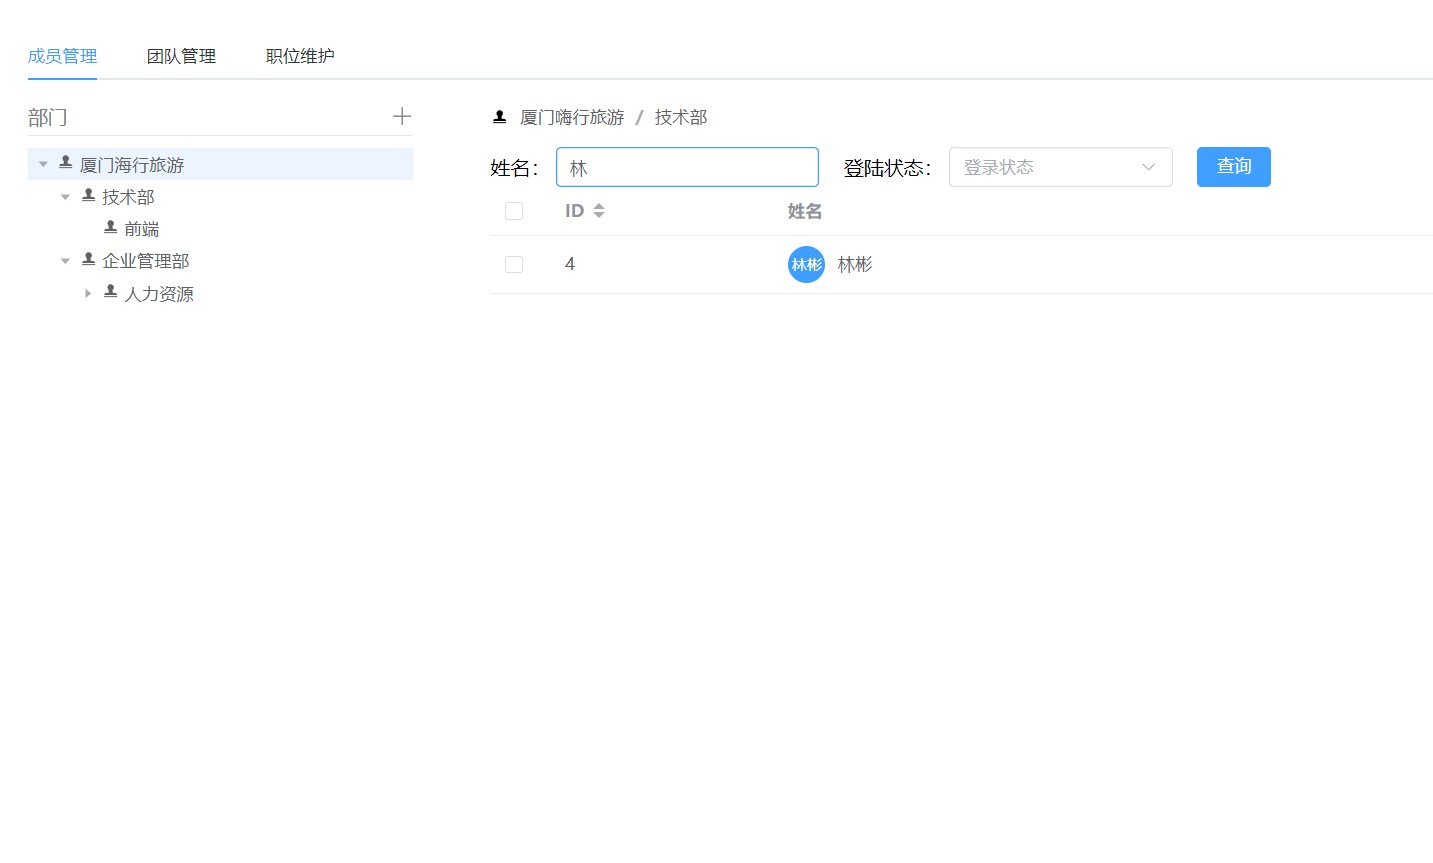 成员管理 团队管理 职位维护
部门
厦门海行旅游
技术部
前端
企业管理部
人力资源
厦门嗨行旅游 / 技术部
姓名： 林 登陆状态： 登录状态 查询
ID 姓名
4 林彬 林彬